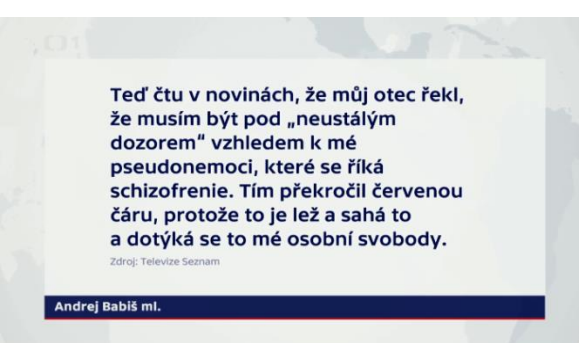 Teď čtu v novinách, že můj otec řekl,
že musím být pod „neustálým
dozorem“ vzhledem k mé
pseudonemoci, které se říká
schizofrenie. Tím překročil červenou
čáru, protože to je lež a sahá to
a dotýká se to mé osobní svobody.
Zdroj: Televize Seznam
Andrej Babiš ml.